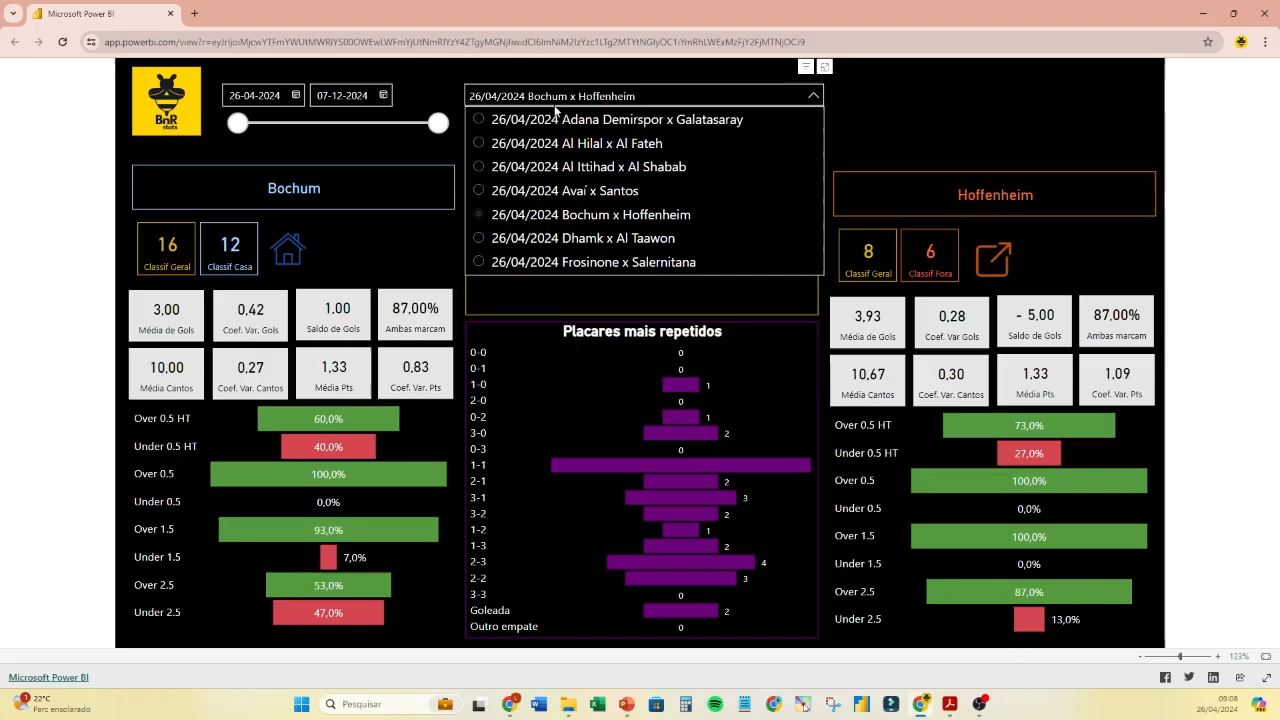 Microsoft Power BI
app.powerbi.com/view?r=eyJrIjoiMjcwYTFmYWUtMWRlYS00OWEwLWFmYjUtNmRlYzY4ZTgyMGNjIiwidCI6ImNiM2IzYzc1LTg2MTYtNGIyOC1iYmRhLWExMzFjY2FjMTNjOCJ9
BnR
stats
26-04-2024
07-12-2024
26/04/2024 Bochum x Hoffenheim
26/04/2024 Adana Demirspor x Galatasaray
26/04/2024 Al Hilal x Al Fateh
26/04/2024 Al Ittihad x Al Shabab
26/04/2024 Avaí x Santos
26/04/2024 Bochum x Hoffenheim
26/04/2024 Dhamk x Al Taawon
26/04/2024 Frosinone x Salernitana
Bochum
16
Classif Geral
12
Classif Casa
3,00
Média de Gols
0,42
Coef. Var. Gols
1,00
Saldo de Gols
87,00%
Ambas marcam
10,00
Média Cantos
0,27
Coef. Var. Cantos
1,33
Média Pts
0,83
Coef. Var. Pts
Over 0.5 HT 60,0%
Under 0.5 HT 40,0%
Over 0.5 100,0%
Under 0.5 0,0%
Over 1.5 93,0%
Under 1.5 7,0%
Over 2.5 53,0%
Under 2.5 47,0%
Placares mais repetidos
0-0 0
0-1 0
1-0 1
2-0 0
0-2 1
3-0 2
0-3 0
1-1
2-1 2
3-1 3
3-2 2
1-2 1
1-3 2
2-3 4
2-2 3
3-3 0
Goleada 2
Outro empate 0
Hoffenheim
8
Classif Geral
6
Classif Fora
3,93
Média de Gols
0,28
Coef. Var Gols
- 5,00
Saldo de Gols
87,00%
Ambas marcam
10,67
Média Cantos
0,30
Coef. Var. Cantos
1,33
Média Pts
1,09
Coef. Var. Pts
Over 0.5 HT 73,0%
Under 0.5 HT 27,0%
Over 0.5 100,0%
Under 0.5 0,0%
Over 1.5 100,0%
Under 1.5 0,0%
Over 2.5 87,0%
Under 2.5 13,0%
- + 123%
Microsoft Power BI
1
22°C
Parc ensolarado
Pesquisar
09:08
26/04/2024